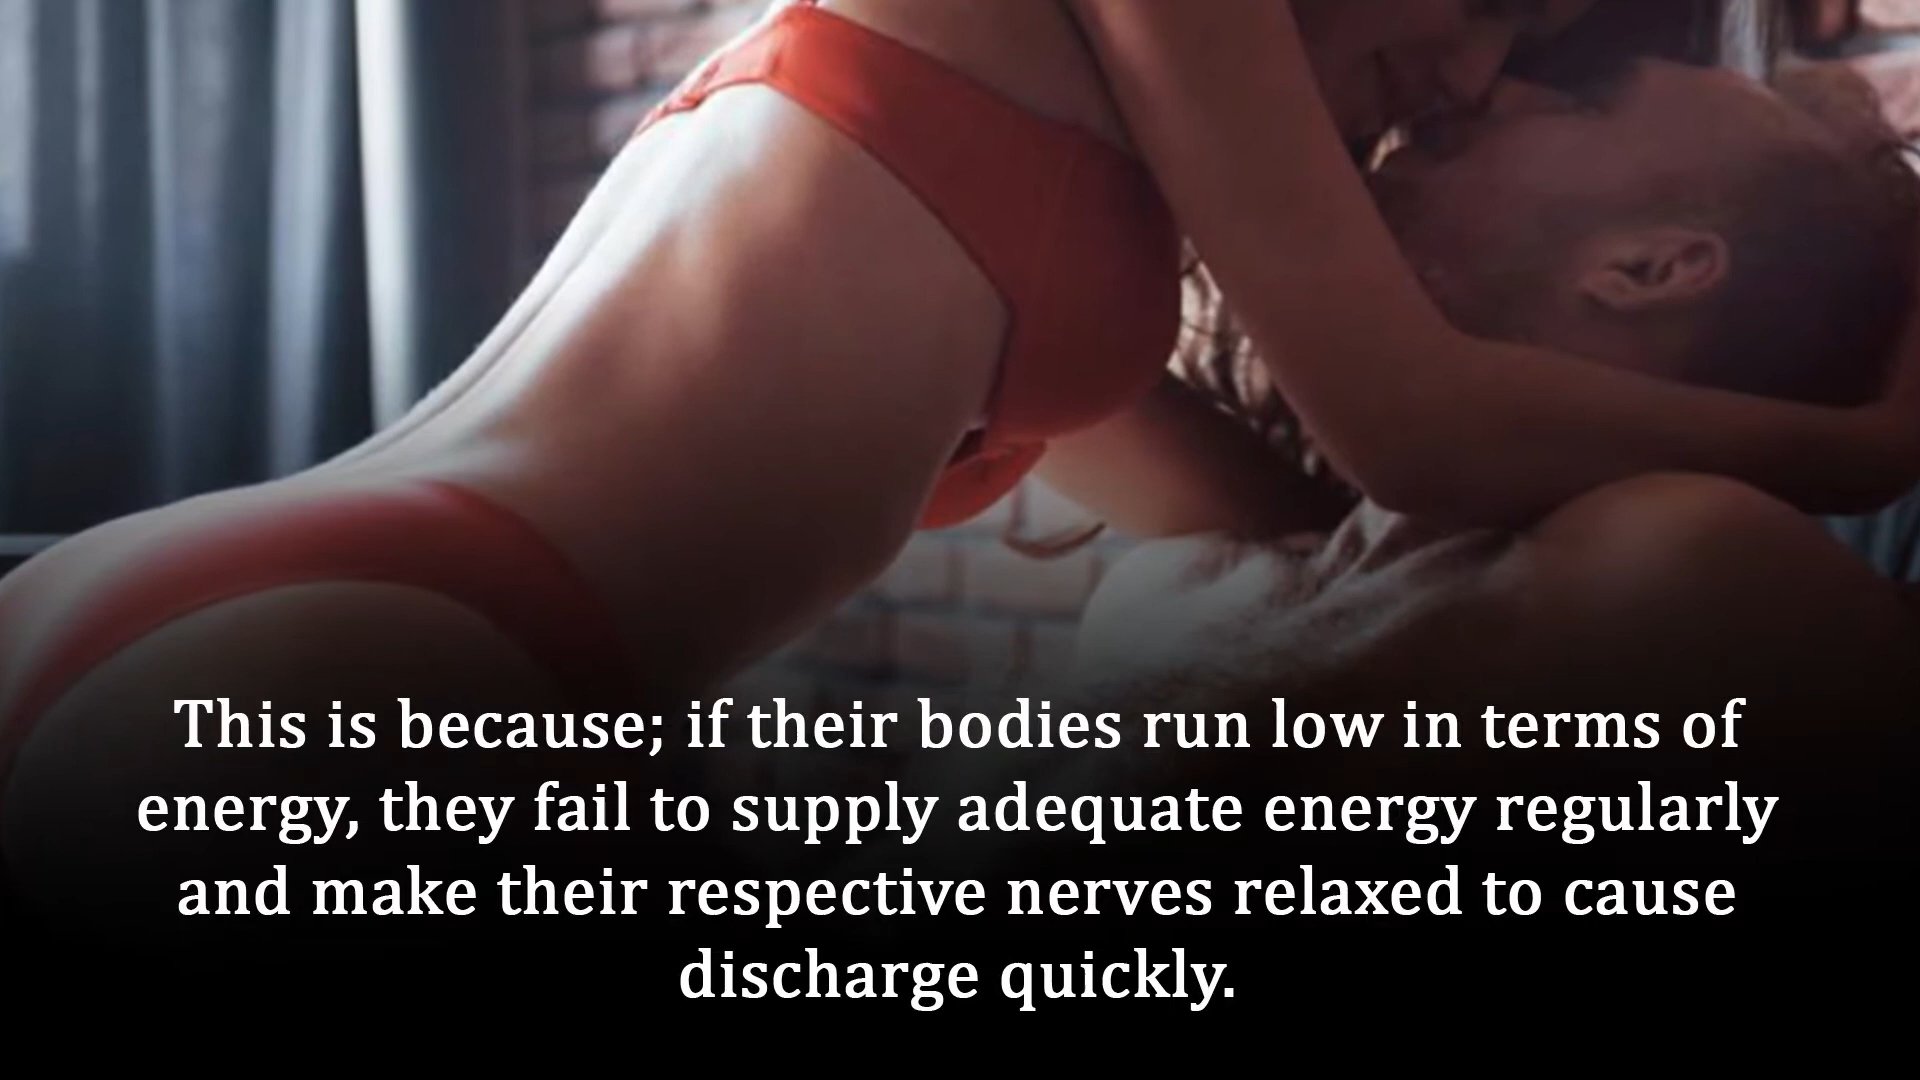 This is because; if their bodies run low in terms of
energy, they fail to supply adequate energy regularly
and make their respective nerves relaxed to cause
discharge quickly.